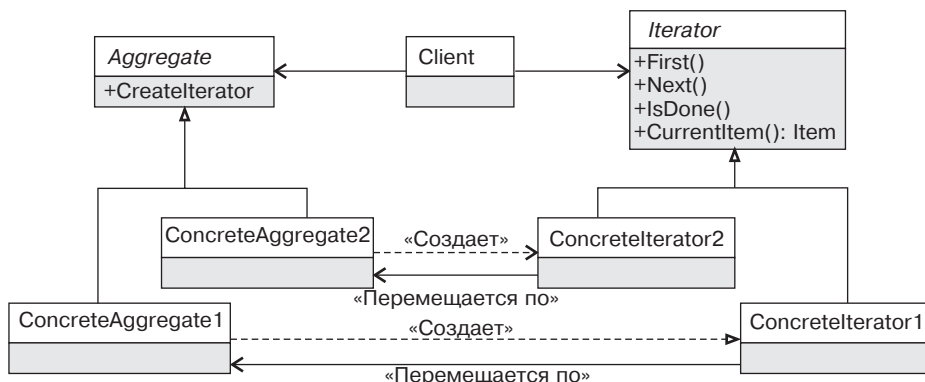 Aggregate
+CreateIterator
Client
Iterator
+First()
+Next()
+IsDone()
+CurrentItem(): Item
ConcreteAggregate2
«Создает»
ConcreteIterator2
«Перемещается по»
ConcreteAggregate1
«Создает»
ConcreteIterator1
«Перемещается по»